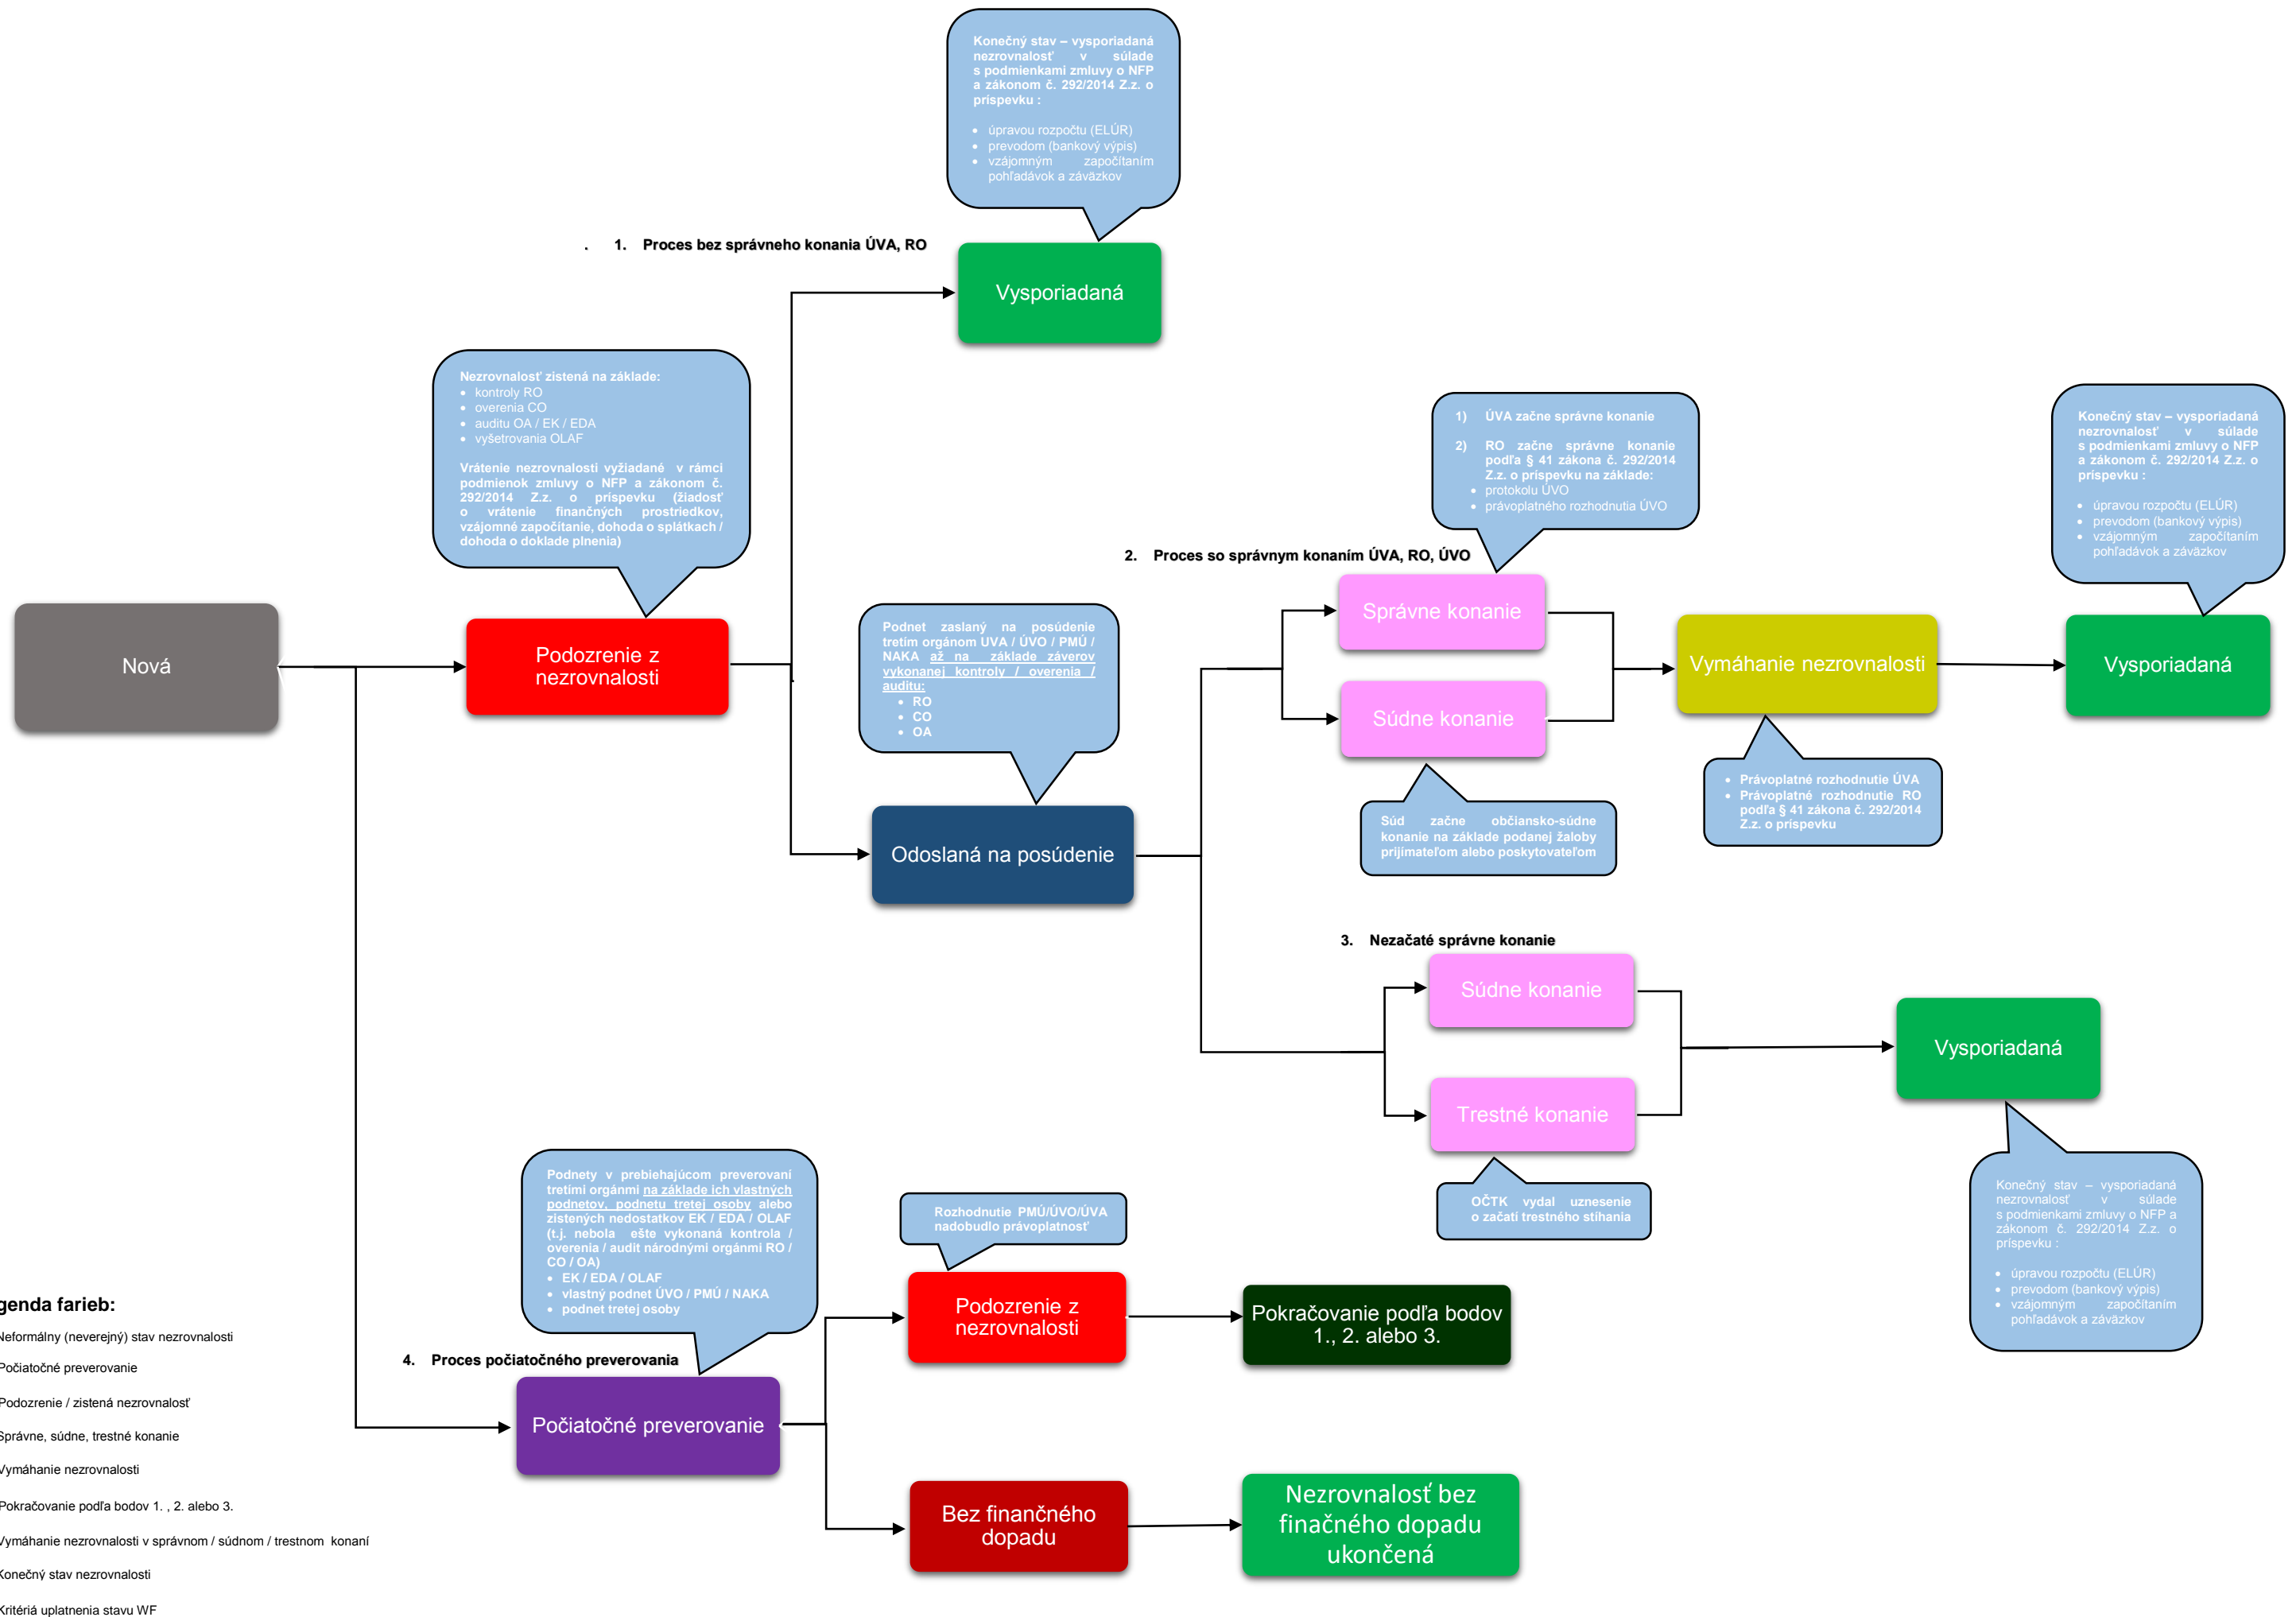 Konečný stav – vysporiadaná
nezrovnalosť v súlade
s podmienkami zmluvy o NFP
a zákonom č. 292/2014 Z.z. o
príspevku :
• úpravou rozpočtu (ELÚR)
• prevodom (bankový výpis)
• vzájomným započítaním
pohľadávok a záväzkov
. 1. Proces bez správneho konania ÚVA, RO
Vysporiadaná
Nezrovnalosť zistená na základe:
• kontroly RO
• overenia CO
• auditu OA / EK / EDA
• vyšetrovania OLAF
Vrátenie nezrovnalosti vyžiadané v rámci
podmienok zmluvy o NFP a zákonom č.
292/2014 Z.z. o príspevku (žiadosť
o vrátenie finančných prostriedkov,
vzájomné započítanie, dohoda o splátkach /
dohoda o doklade plnenia)
1) ÚVA začne správne konanie
2) RO začne správne konanie
podľa § 41 zákona č. 292/2014
Z.z. o príspevku na základe:
• protokolu ÚVO
• právoplatného rozhodnutia ÚVO
Konečný stav – vysporiadaná
nezrovnalosť v súlade
s podmienkami zmluvy o NFP
a zákonom č. 292/2014 Z.z. o
príspevku :
• úpravou rozpočtu (ELÚR)
• prevodom (bankový výpis)
• vzájomným započítaním
pohľadávok a záväzkov
2. Proces so správnym konaním ÚVA, RO, ÚVO
Nová
Podozrenie z
nezrovnalosti
Podnet zaslaný na posúdenie
tretím orgánom UVA / ÚVO / PMÚ /
NAKA až na základe záverov
vykonanej kontroly / overenia /
auditu:
• RO
• CO
• OA
Správne konanie
Súdne konanie
Vymáhanie nezrovnalosti
Vysporiadaná
• Právoplatné rozhodnutie ÚVA
• Právoplatné rozhodnutie RO
podľa § 41 zákona č. 292/2014
Z.z. o príspevku
Súd začne občiansko-súdne
konanie na základe podanej žaloby
prijímateľom alebo poskytovateľom
Odoslaná na posúdenie
3. Nezačaté správne konanie
Súdne konanie
Trestné konanie
Vysporiadaná
OČTK vydal uznesenie
o začatí trestného stíhania
Konečný stav – vysporiadaná
nezrovnalosť v súlade
s podmienkami zmluvy o NFP a
zákonom č. 292/2014 Z.z. o
príspevku :
• úpravou rozpočtu (ELÚR)
• prevodom (bankový výpis)
• vzájomným započítaním
pohľadávok a záväzkov
Podnety v prebiehajúcom preverovaní
tretími orgánmi na základe ich vlastných
podnetov, podnetu tretej osoby alebo
zistených nedostatkov EK / EDA / OLAF
(t.j. nebola ešte vykonaná kontrola /
overenia / audit národnými orgánmi RO /
CO / OA)
• EK / EDA / OLAF
• vlastný podnet ÚVO / PMÚ / NAKA
• podnet tretej osoby
4. Proces počiatočného preverovania
Počiatočné preverovanie
Rozhodnutie PMÚ/ÚVO/ÚVA
nadobudlo právoplatnosť
Podozrenie z
nezrovnalosti
Pokračovanie podľa bodov
1., 2. alebo 3.
Bez finančného
dopadu
Nezrovnalosť bez
finačného dopadu
ukončená
genda farieb:
Neformálny (neverejný) stav nezrovnalosti
Počiatočné preverovanie
Podozrenie / zistená nezrovnalosť
Správne, súdne, trestné konanie
Vymáhanie nezrovnalosti
Pokračovanie podľa bodov 1. , 2. alebo 3.
Vymáhanie nezrovnalosti v správnom / súdnom / trestnom konaní
Konečný stav nezrovnalosti
Kritériá uplatnenia stavu WF